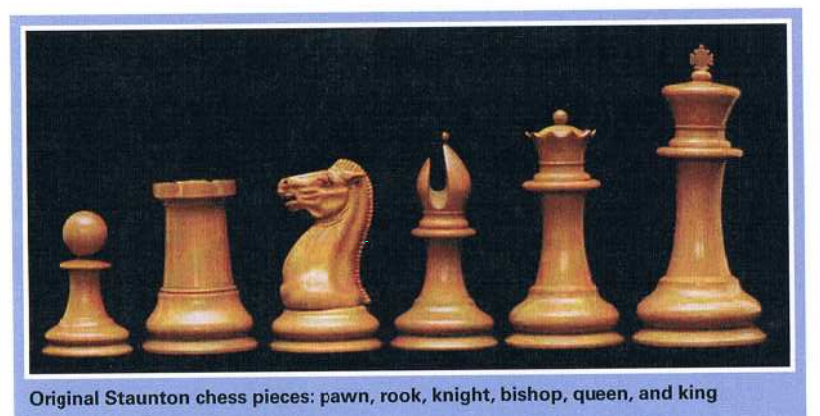 Original Staunton chess pieces: pawn, rook, knight, bishop, queen, and king